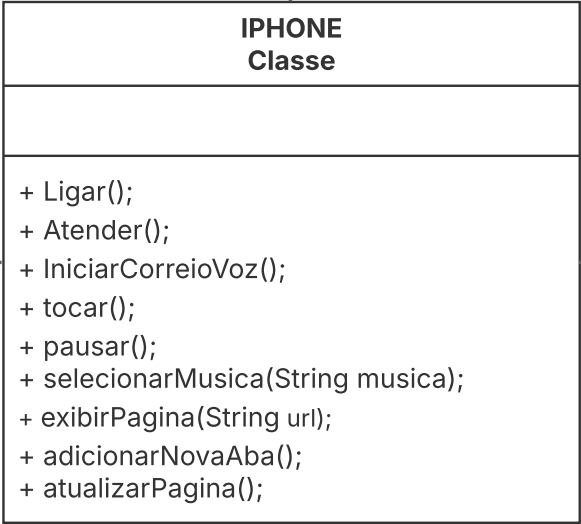 IPHONE
Classe
+ Ligar();
+ Atender();
+ IniciarCorreioVoz();
+ tocar();
+ pausar();
+ selecionarMusica(String musica);
+ exibirPagina(String url);
+ adicionarNovaAba();
+ atualizarPagina();